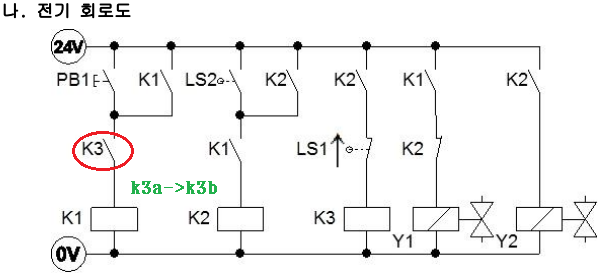 나. 전기 회로도
24V
PB1 K1 LS2 K2 K2 K1 K2
K3 K1 LS1 K2
k3a->k3b
K1 K2 K3 Y1 Y2
0V